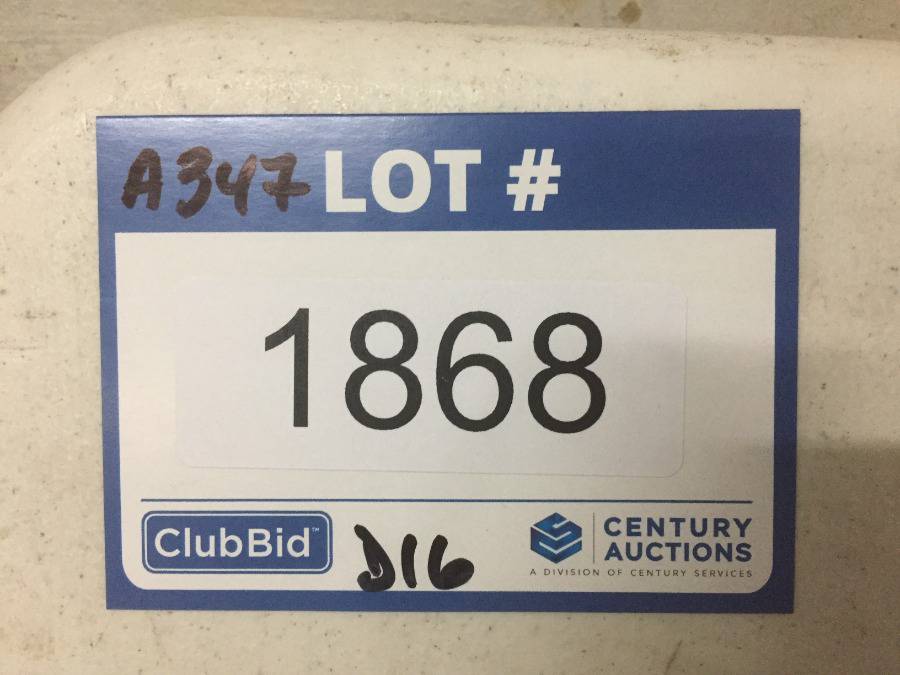 A347 LOT #
1868
ClubBid™ D16 CENTURY AUCTIONS
A DIVISION OF CENTURY SERVICES